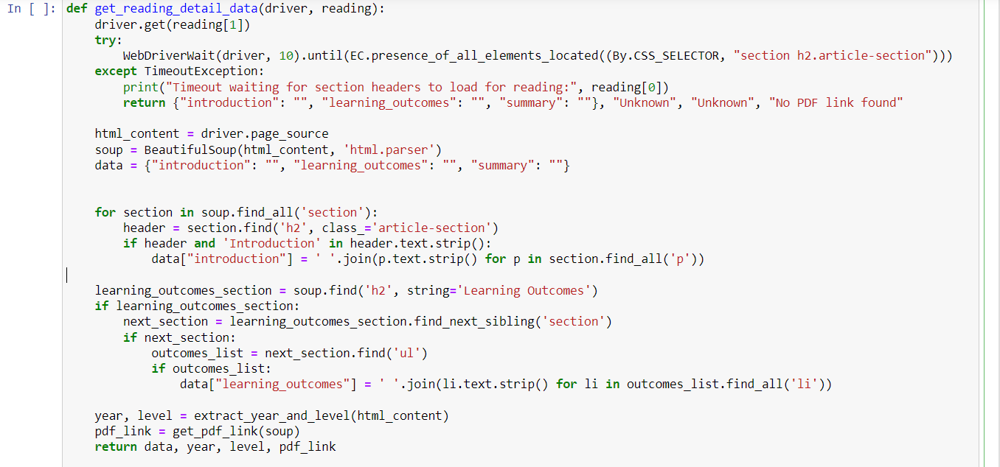 In [ ]: def get_reading_detail_data(driver, reading):
    driver.get(reading[1])
    try:
        WebDriverWait(driver, 10).until(EC.presence_of_all_elements_located((By.CSS_SELECTOR, "section h2.article-section")))
    except TimeoutException:
        print("Timeout waiting for section headers to load for reading:", reading[0])
        return {"introduction": "", "learning_outcomes": "", "summary": ""}, "Unknown", "Unknown", "No PDF link found"
    html_content = driver.page_source
    soup = BeautifulSoup(html_content, 'html.parser')
    data = {"introduction": "", "learning_outcomes": "", "summary": ""}
    for section in soup.find_all('section'):
        header = section.find('h2', class_='article-section')
        if header and 'Introduction' in header.text.strip():
            data["introduction"] = ' '.join(p.text.strip() for p in section.find_all('p'))
    learning_outcomes_section = soup.find('h2', string='Learning Outcomes')
    if learning_outcomes_section:
        next_section = learning_outcomes_section.find_next_sibling('section')
        if next_section:
            outcomes_list = next_section.find('ul')
            if outcomes_list:
                data["learning_outcomes"] = ' '.join(li.text.strip() for li in outcomes_list.find_all('li'))
    year, level = extract_year_and_level(html_content)
    pdf_link = get_pdf_link(soup)
    return data, year, level, pdf_link